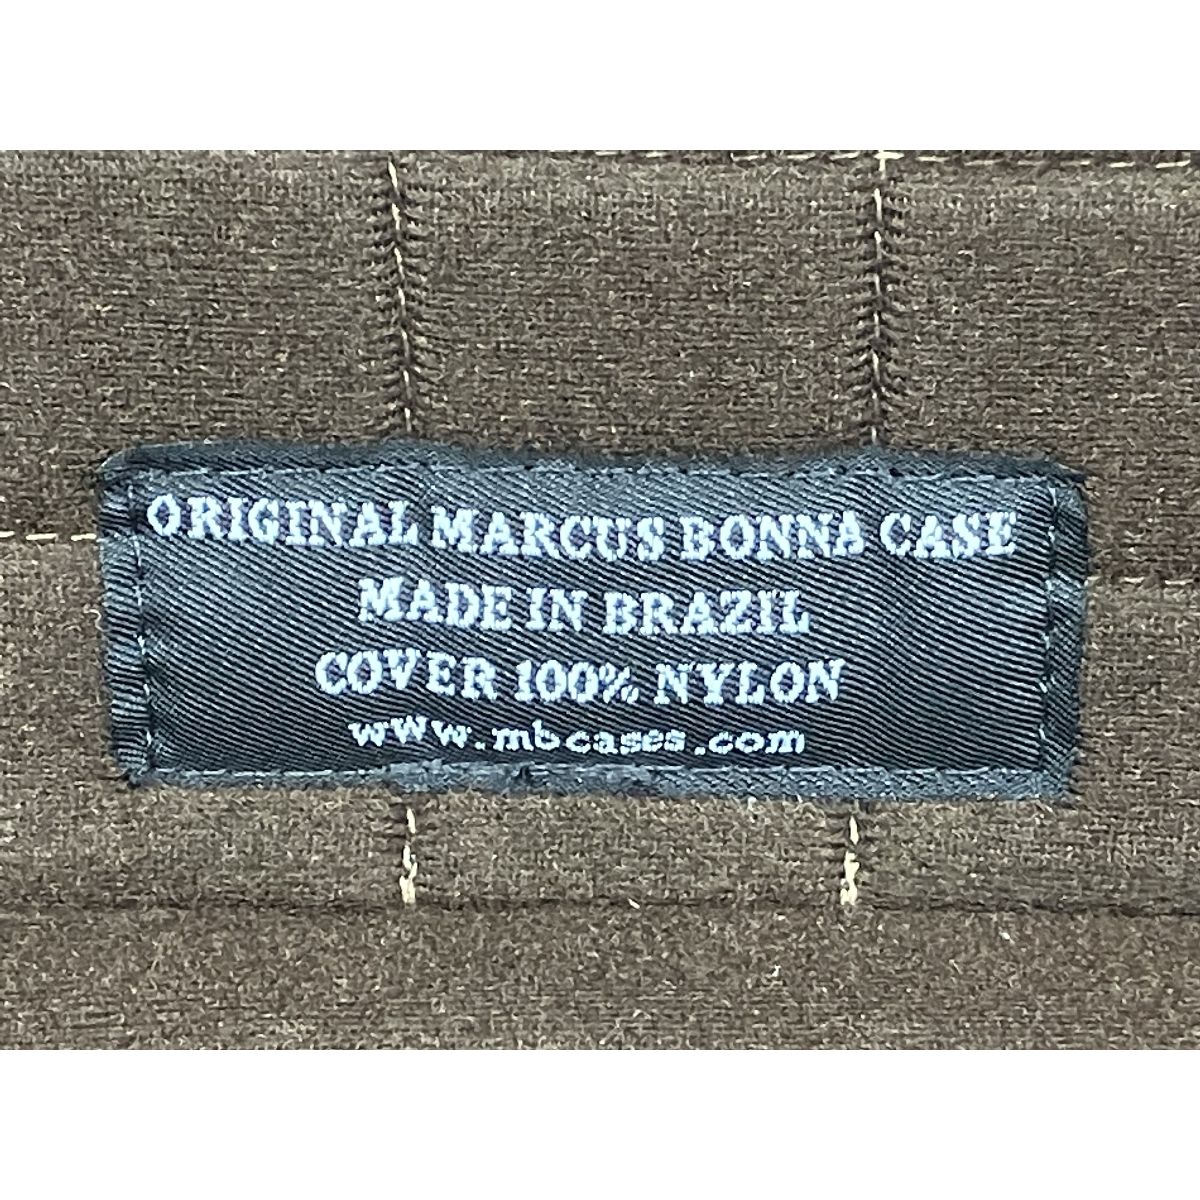 ORIGINAL MARCUS BONNA CASE
MADE IN BRAZIL
COVER 100% NYLON
www.mbcases.com